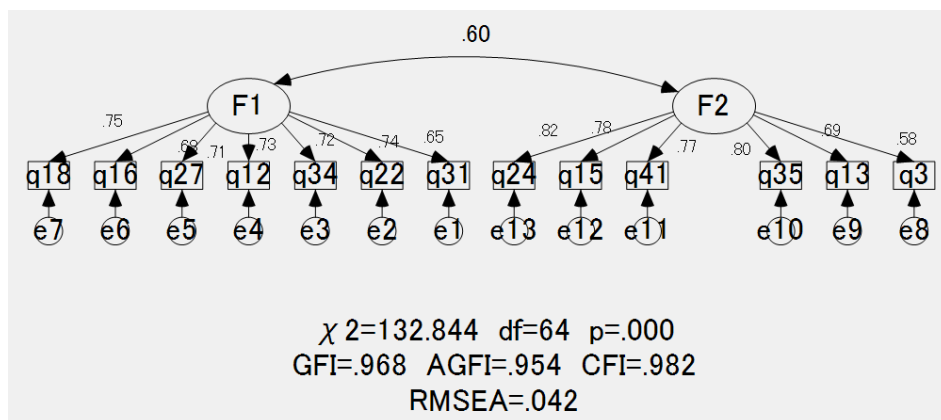 .60
F1 F2
.75 .68 .71 .73 .72 .74 .65 .82 .78 .77 .80 .69 .58
q18 q16 q27 q12 q34 q22 q31 q24 q15 q41 q35 q13 q3
e7 e6 e5 e4 e3 e2 e1 e13 e12 e11 e10 e9 e8
χ2=132.844 df=64 p=.000
GFI=.968 AGFI=.954 CFI=.982
RMSEA=.042